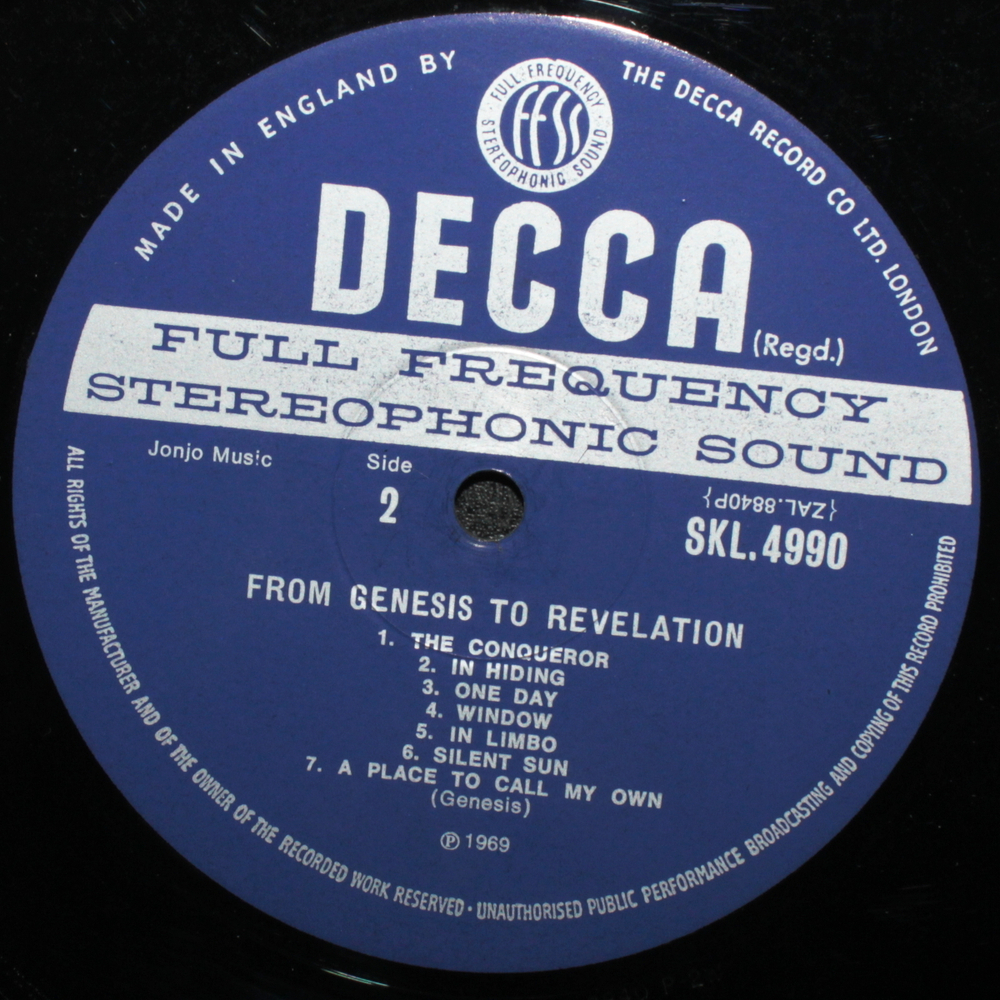 MADE IN ENGLAND BY
THE DECCA RECORD CO LTD. LONDON
FULL·FREQUENCY
STEREOPHONIC SOUND
FFSS
DECCA
(Regd.)
FULL FREQUENCY
STEREOPHONIC SOUND
Jonjo Music
Side
2
{ZAL.8840P}
SKL.4990
FROM GENESIS TO REVELATION
1. THE CONQUEROR
2. IN HIDING
3. ONE DAY
4. WINDOW
5. IN LIMBO
6. SILENT SUN
7. A PLACE TO CALL MY OWN
(Genesis)
℗ 1969
ALL RIGHTS OF THE MANUFACTURER AND OF THE OWNER OF THE RECORDED WORK RESERVED · UNAUTHORISED PUBLIC PERFORMANCE BROADCASTING AND COPYING OF THIS RECORD PROHIBITED